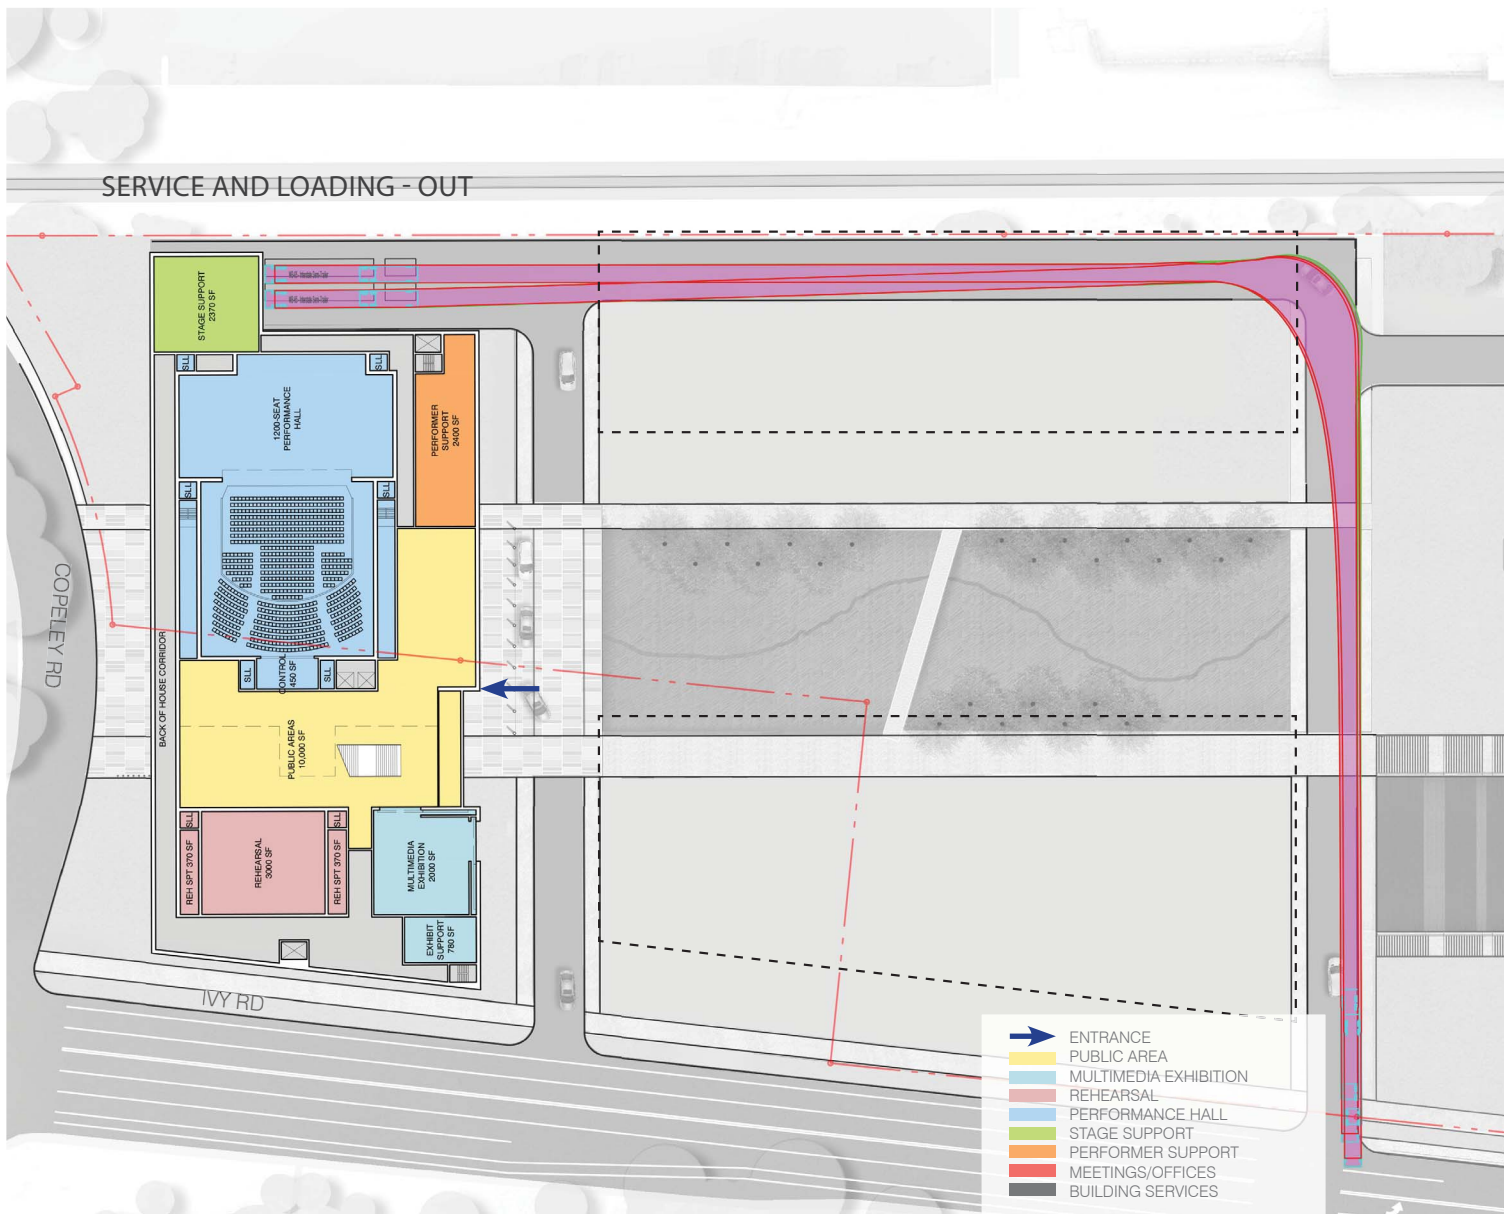 SERVICE AND LOADING - OUT
STAGE SUPPORT
2370 SF
SLL
SLL
1200-SEAT
PERFORMANCE
HALL
PERFORMER
SUPPORT
2400 SF
SLL
SLL
COPELEY RD
BACK OF HOUSE CORRIDOR
SLL
CONTROL
450 SF
SLL
PUBLIC AREAS
10,000 SF
SLL
REH SPT 370 SF
REHEARSAL
3000 SF
SLL
REH SPT 370 SF
MULTIMEDIA
EXHIBITION
2000 SF
EXHIBIT
SUPPORT
780 SF
IVY RD
ENTRANCE
PUBLIC AREA
MULTIMEDIA EXHIBITION
REHEARSAL
PERFORMANCE HALL
STAGE SUPPORT
PERFORMER SUPPORT
MEETINGS/OFFICES
BUILDING SERVICES